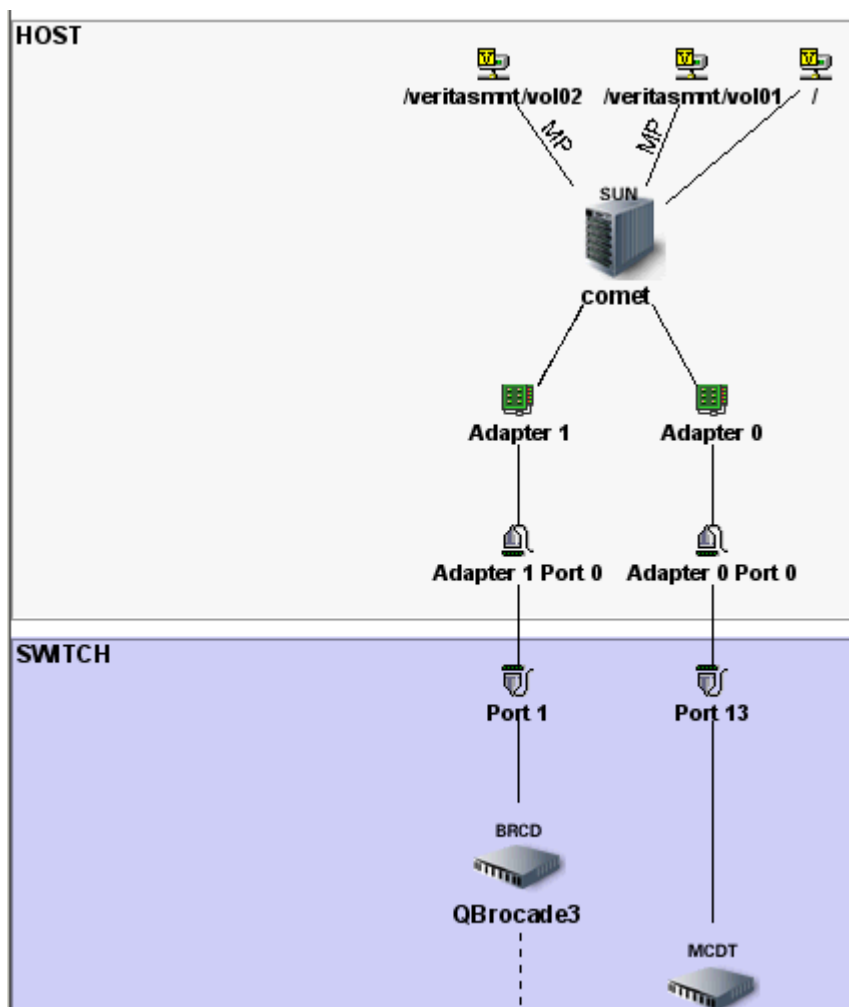 HOST
/veritasmnt/vol02 /veritasmnt/vol01 /
MP MP
SUN
comet
Adapter 1 Adapter 0
Adapter 1 Port 0 Adapter 0 Port 0
SWITCH
Port 1 Port 13
BRCD
QBrocade3
MCDT